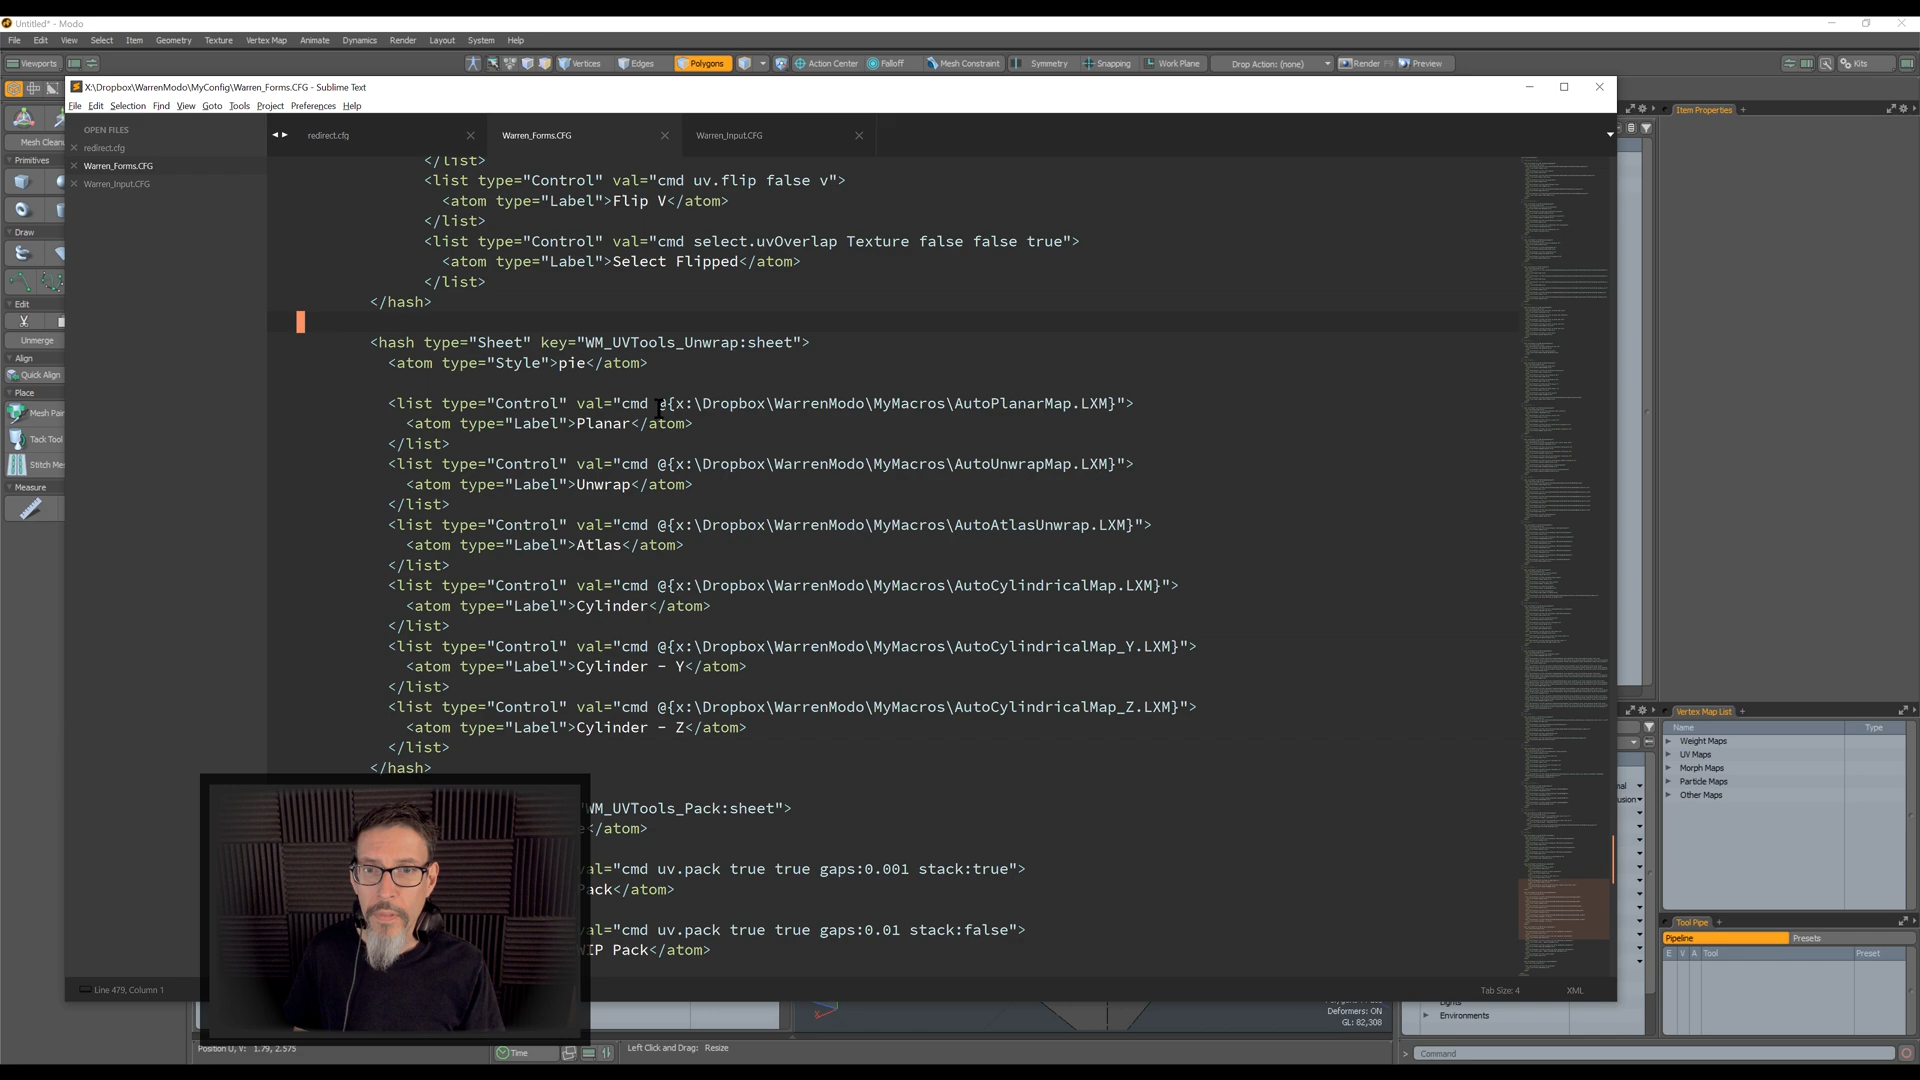 Untitled* - Modo
File Edit View Select Item Geometry Texture Vertex Map Animate Dynamics Render Layout System Help
Viewports Vertices Edges Polygons Action Center Falloff Mesh Constraint Symmetry Snapping Work Plane Drop Action: (none) Render Preview Kits
X:\Dropbox\WarrenModo\MyConfig\Warren_Forms.CFG - Sublime Text
File Edit Selection Find View Goto Tools Project Preferences Help
OPEN FILES
redirect.cfg
Warren_Forms.CFG
Warren_Input.CFG
redirect.cfg Warren_Forms.CFG Warren_Input.CFG
</list>
<list type="Control" val="cmd uv.flip false v">
<atom type="Label">Flip V</atom>
</list>
<list type="Control" val="cmd select.uvOverlap Texture false false true">
<atom type="Label">Select Flipped</atom>
</list>
</hash>
<hash type="Sheet" key="WM_UVTools_Unwrap:sheet">
<atom type="Style">pie</atom>
<list type="Control" val="cmd @{x:\Dropbox\WarrenModo\MyMacros\AutoPlanarMap.LXM}">
<atom type="Label">Planar</atom>
</list>
<list type="Control" val="cmd @{x:\Dropbox\WarrenModo\MyMacros\AutoUnwrapMap.LXM}">
<atom type="Label">Unwrap</atom>
</list>
<list type="Control" val="cmd @{x:\Dropbox\WarrenModo\MyMacros\AutoAtlasUnwrap.LXM}">
<atom type="Label">Atlas</atom>
</list>
<list type="Control" val="cmd @{x:\Dropbox\WarrenModo\MyMacros\AutoCylindricalMap.LXM}">
<atom type="Label">Cylinder</atom>
</list>
<list type="Control" val="cmd @{x:\Dropbox\WarrenModo\MyMacros\AutoCylindricalMap_Y.LXM}">
<atom type="Label">Cylinder - Y</atom>
</list>
<list type="Control" val="cmd @{x:\Dropbox\WarrenModo\MyMacros\AutoCylindricalMap_Z.LXM}">
<atom type="Label">Cylinder - Z</atom>
</list>
</hash>
WM_UVTools_Pack:sheet">
</atom>
val="cmd uv.pack true true gaps:0.001 stack:true">
Pack</atom>
val="cmd uv.pack true true gaps:0.01 stack:false">
WIP Pack</atom>
Line 479, Column 1
Tab Size: 4 XML
Mesh Cleanu
Primitives
Draw
Edit
Unmerge
Align
Quick Align
Place
Mesh Pain
Tack Tool
Stitch Mes
Measure
Item Properties
Vertex Map List
Name Type
Weight Maps
UV Maps
Morph Maps
Particle Maps
Other Maps
Tool Pipe
Pipeline Presets
E V A Tool Preset
Deformers: ON
GL: 82,308
Environments
Position U, V: 1.79, 2.575
Time
Left Click and Drag: Resize
Command